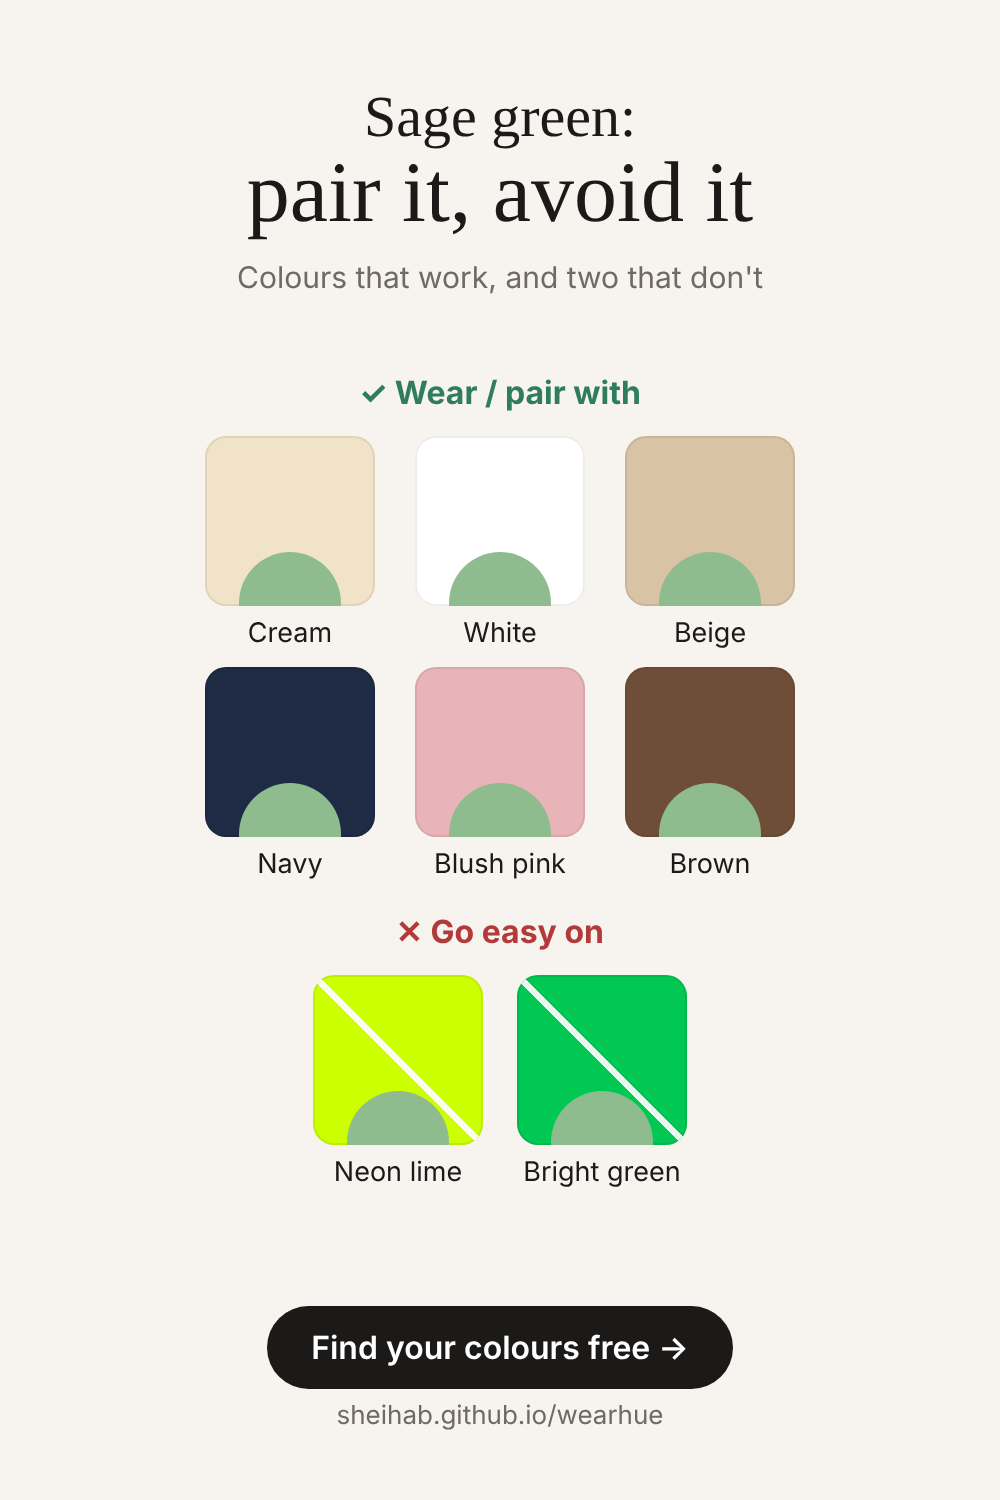 Sage green:
pair it, avoid it
Colours that work, and two that don't
✓ Wear / pair with
Cream
White
Beige
Navy
Blush pink
Brown
✕ Go easy on
Neon lime
Bright green
Find your colours free →
sheihab.github.io/wearhue